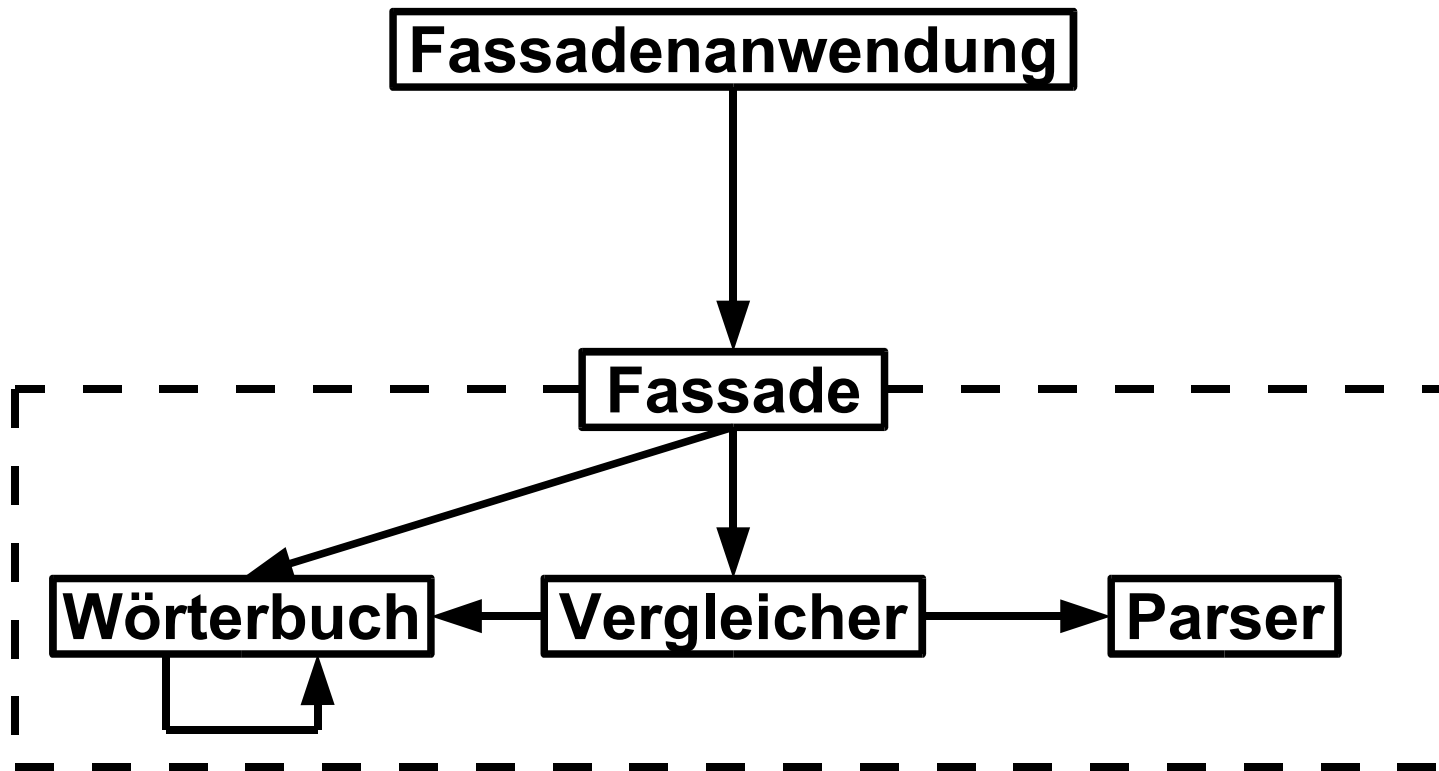 Fassadenanwendung
Fassade
Wörterbuch
Vergleicher
Parser